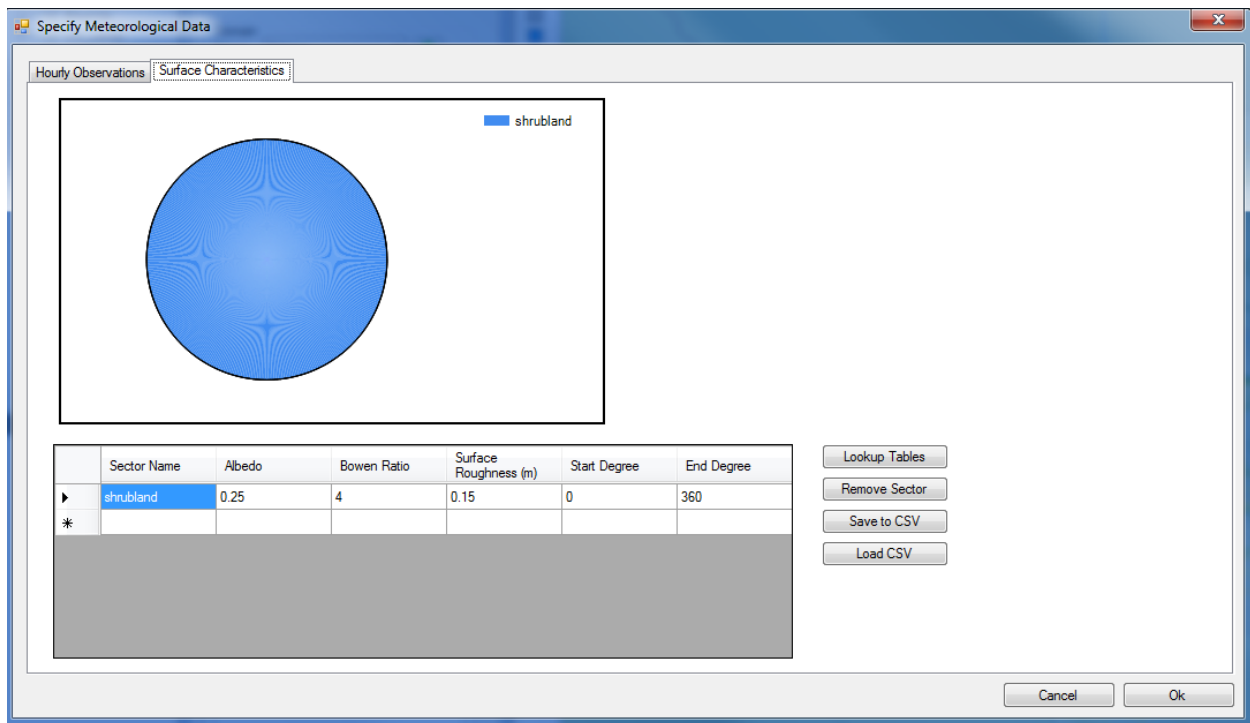 Specify Meteorological Data
Hourly Observations Surface Characteristics
shrubland
Sector Name Albedo Bowen Ratio Surface Roughness (m) Start Degree End Degree
shrubland 0.25 4 0.15 0 360
Lookup Tables
Remove Sector
Save to CSV
Load CSV
Cancel Ok